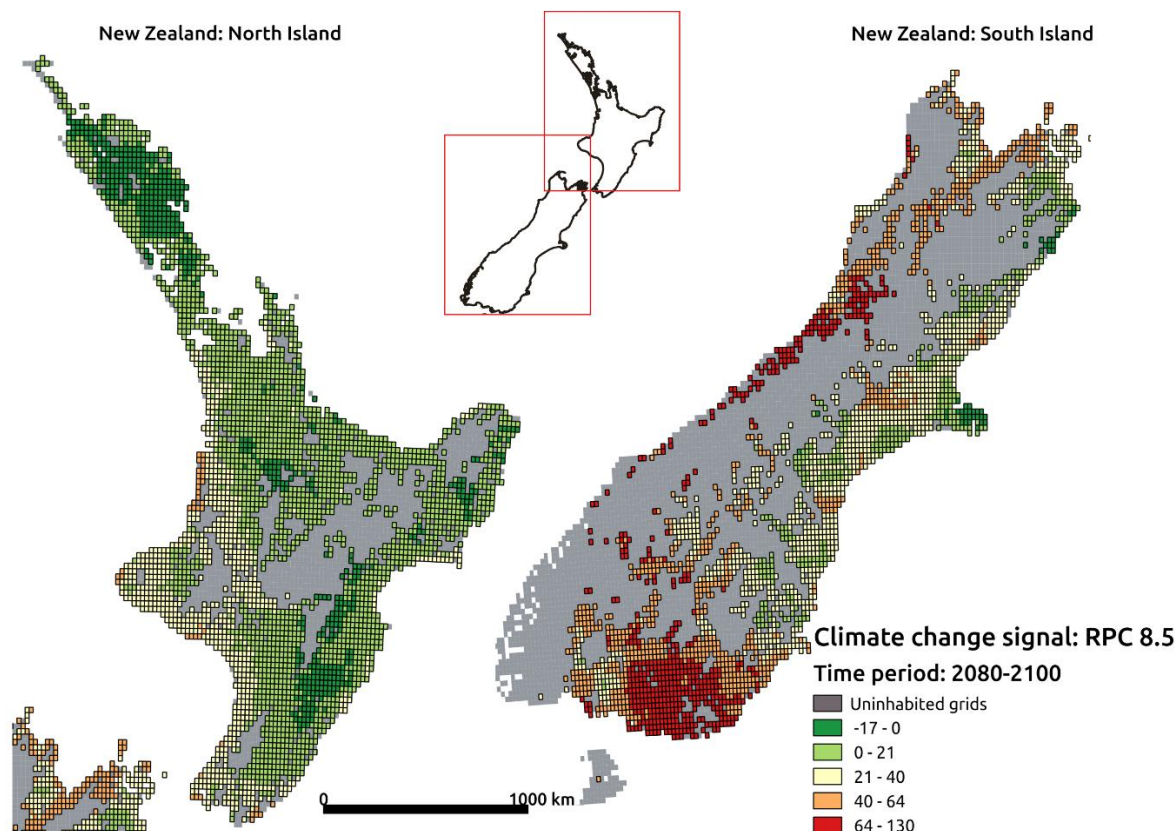 New Zealand: North Island
New Zealand: South Island
Climate change signal: RPC 8.5
Time period: 2080-2100
Uninhabited grids
-17 - 0
0 - 21
21 - 40
40 - 64
64 - 130
0 1000 km